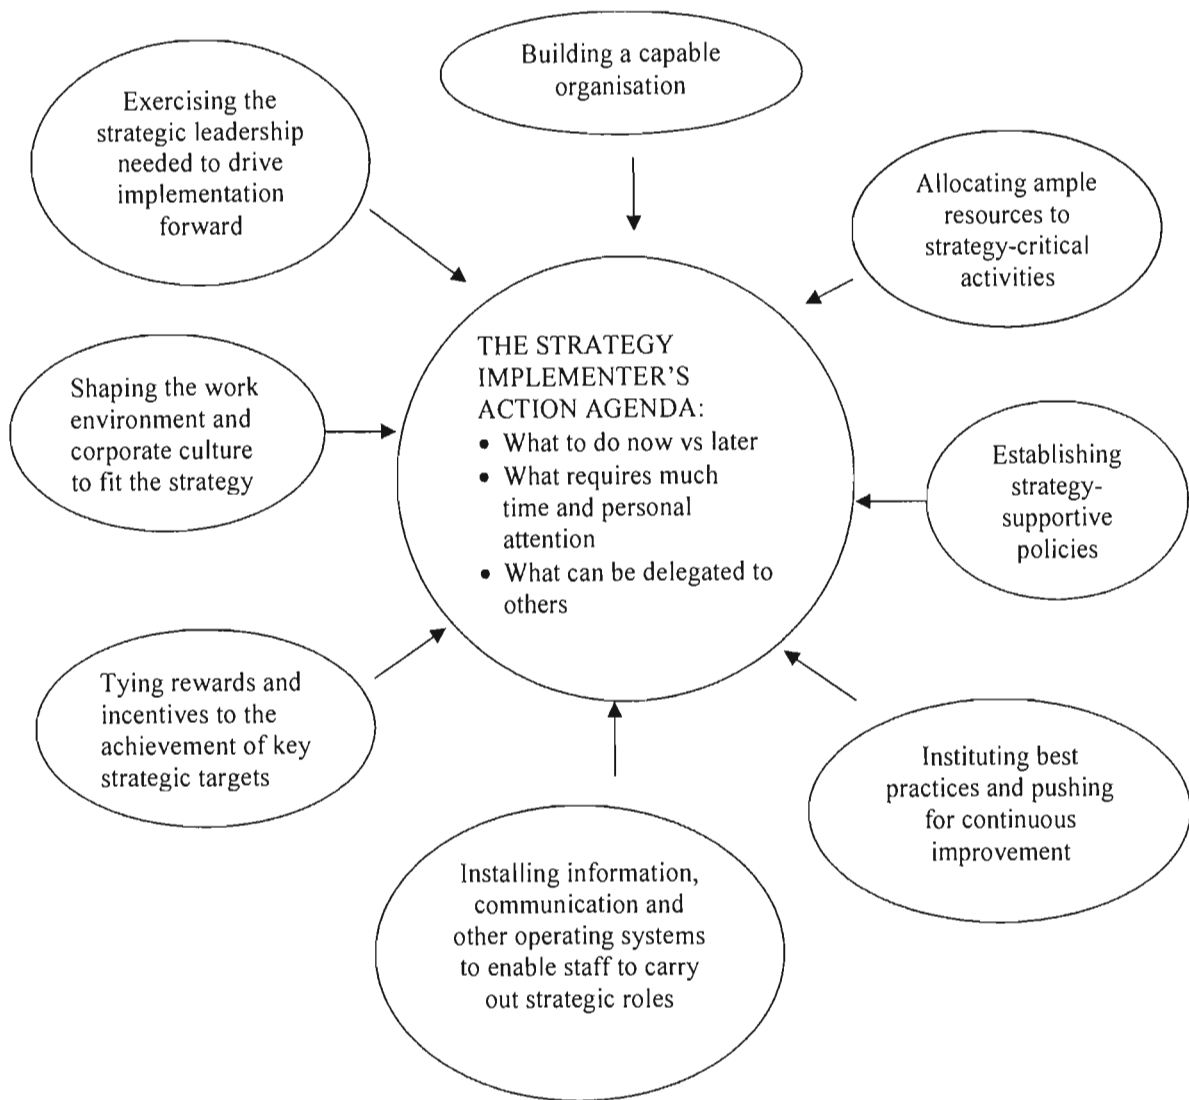 Building a capable
organisation
Exercising the
strategic leadership
needed to drive
implementation
forward
Allocating ample
resources to
strategy-critical
activities
THE STRATEGY
IMPLEMENTER'S
ACTION AGENDA:
• What to do now vs later
• What requires much
time and personal
attention
• What can be delegated to
others
Shaping the work
environment and
corporate culture
to fit the strategy
Establishing
strategy-
supportive
policies
Tying rewards and
incentives to the
achievement of key
strategic targets
Instituting best
practices and pushing
for continuous
improvement
Installing information,
communication and
other operating systems
to enable staff to carry
out strategic roles